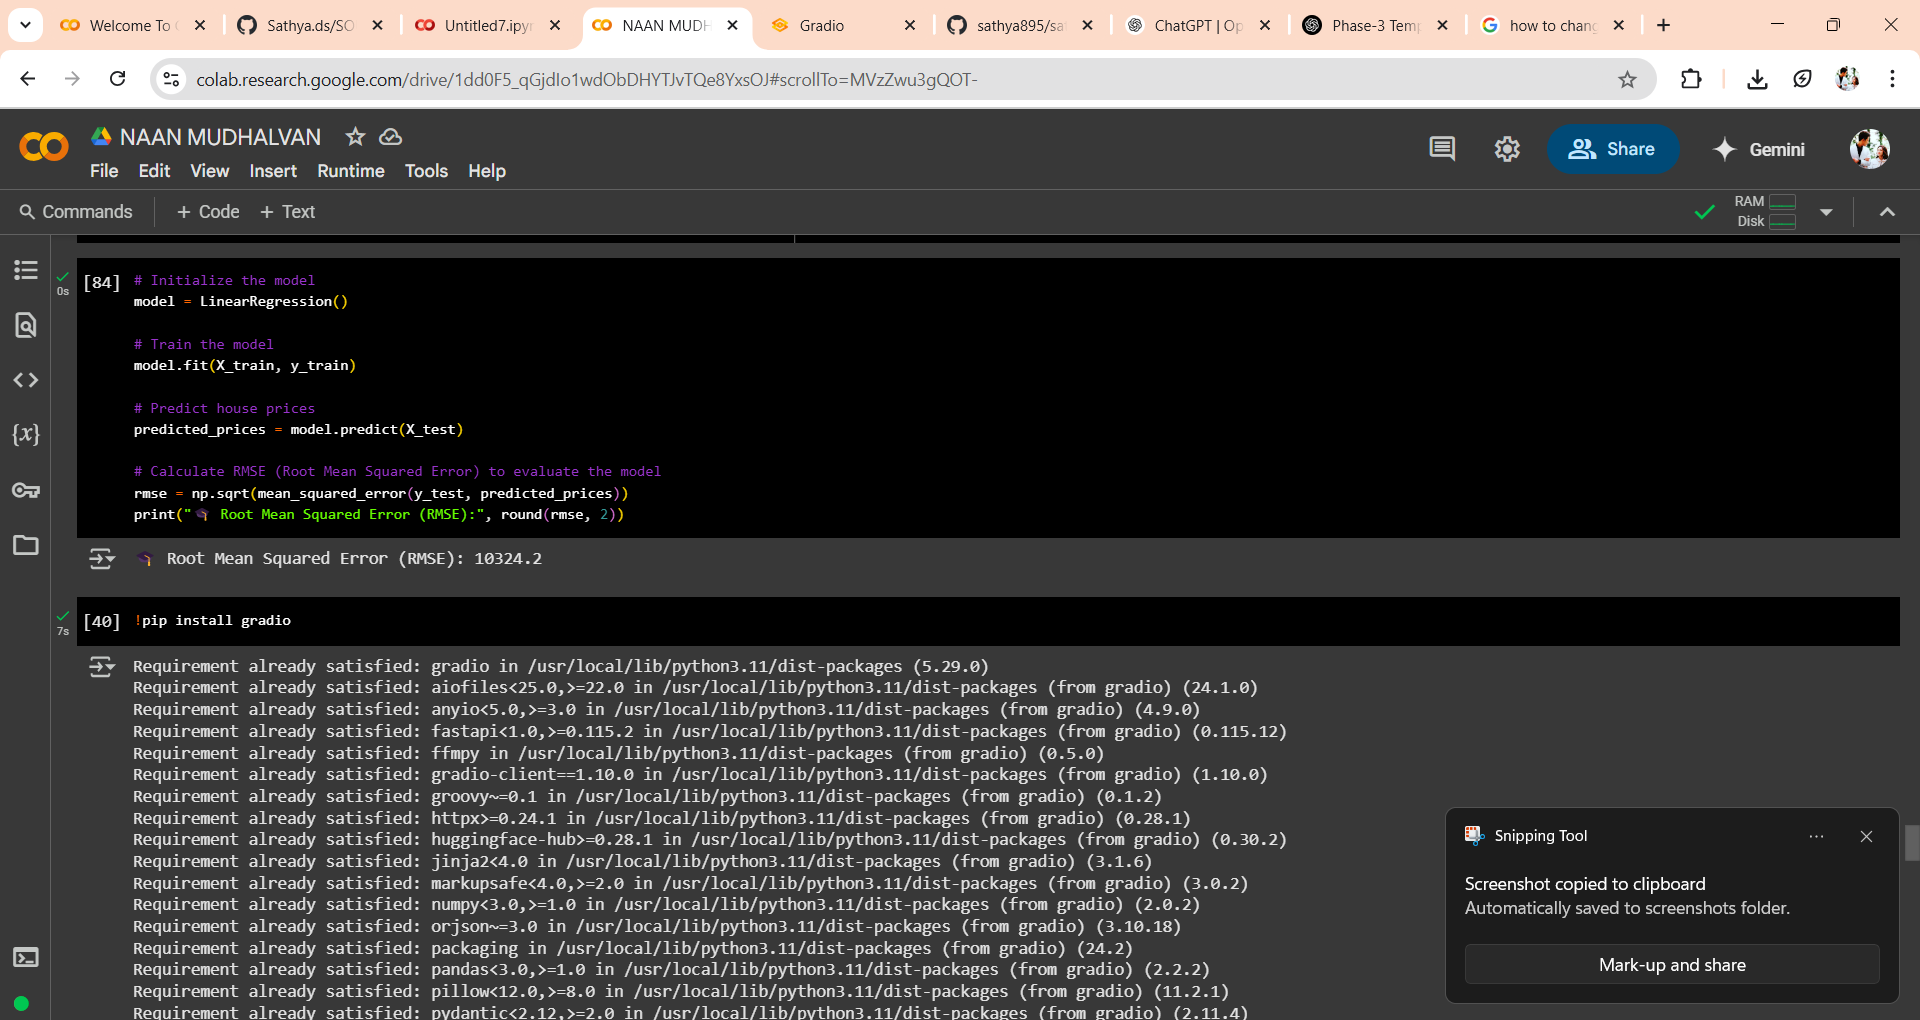 Welcome To
Sathya.ds/SO
Untitled7.ipyn
NAAN MUDH
Gradio
sathya895/sa
ChatGPT | Op
Phase-3 Temp
how to chang
colab.research.google.com/drive/1dd0F5_qGjdIo1wdObDHYTJvTQe8YxsOJ#scrollTo=MVzZwu3gQOT-
NAAN MUDHALVAN
File Edit View Insert Runtime Tools Help
Share
Gemini
Commands + Code + Text
RAM
Disk
[84] # Initialize the model
0s
model = LinearRegression()
# Train the model
model.fit(X_train, y_train)
# Predict house prices
predicted_prices = model.predict(X_test)
# Calculate RMSE (Root Mean Squared Error) to evaluate the model
rmse = np.sqrt(mean_squared_error(y_test, predicted_prices))
print("🎓 Root Mean Squared Error (RMSE):", round(rmse, 2))
🎓 Root Mean Squared Error (RMSE): 10324.2
[40] !pip install gradio
7s
Requirement already satisfied: gradio in /usr/local/lib/python3.11/dist-packages (5.29.0)
Requirement already satisfied: aiofiles<25.0,>=22.0 in /usr/local/lib/python3.11/dist-packages (from gradio) (24.1.0)
Requirement already satisfied: anyio<5.0,>=3.0 in /usr/local/lib/python3.11/dist-packages (from gradio) (4.9.0)
Requirement already satisfied: fastapi<1.0,>=0.115.2 in /usr/local/lib/python3.11/dist-packages (from gradio) (0.115.12)
Requirement already satisfied: ffmpy in /usr/local/lib/python3.11/dist-packages (from gradio) (0.5.0)
Requirement already satisfied: gradio-client==1.10.0 in /usr/local/lib/python3.11/dist-packages (from gradio) (1.10.0)
Requirement already satisfied: groovy~=0.1 in /usr/local/lib/python3.11/dist-packages (from gradio) (0.1.2)
Requirement already satisfied: httpx>=0.24.1 in /usr/local/lib/python3.11/dist-packages (from gradio) (0.28.1)
Requirement already satisfied: huggingface-hub>=0.28.1 in /usr/local/lib/python3.11/dist-packages (from gradio) (0.30.2)
Requirement already satisfied: jinja2<4.0 in /usr/local/lib/python3.11/dist-packages (from gradio) (3.1.6)
Requirement already satisfied: markupsafe<4.0,>=2.0 in /usr/local/lib/python3.11/dist-packages (from gradio) (3.0.2)
Requirement already satisfied: numpy<3.0,>=1.0 in /usr/local/lib/python3.11/dist-packages (from gradio) (2.0.2)
Requirement already satisfied: orjson~=3.0 in /usr/local/lib/python3.11/dist-packages (from gradio) (3.10.18)
Requirement already satisfied: packaging in /usr/local/lib/python3.11/dist-packages (from gradio) (24.2)
Requirement already satisfied: pandas<3.0,>=1.0 in /usr/local/lib/python3.11/dist-packages (from gradio) (2.2.2)
Requirement already satisfied: pillow<12.0,>=8.0 in /usr/local/lib/python3.11/dist-packages (from gradio) (11.2.1)
Requirement already satisfied: pydantic<2.12,>=2.0 in /usr/local/lib/python3.11/dist-packages (from gradio) (2.11.4)
Snipping Tool
Screenshot copied to clipboard
Automatically saved to screenshots folder.
Mark-up and share